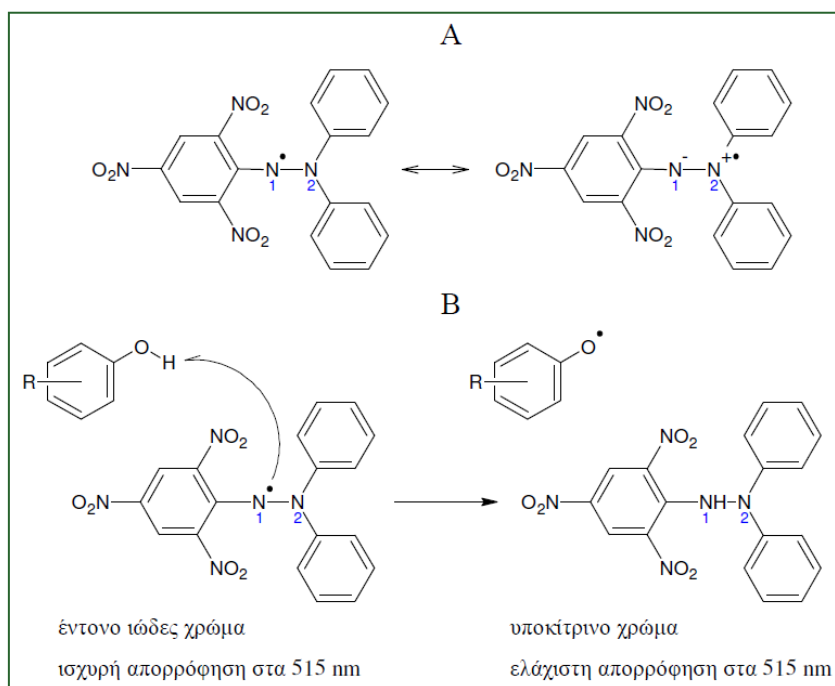 A
NO₂
O₂N
N•
1
N
2
NO₂
NO₂
O₂N
N⁻
1
N⁺•
2
NO₂
B
R
O
H
R
O•
NO₂
O₂N
N•
1
N
2
NO₂
NO₂
O₂N
NH
1
N
2
NO₂
έντονο ιώδες χρώμα
υποκίτρινο χρώμα
ισχυρή απορρόφηση στα 515 nm
ελάχιστη απορρόφηση στα 515 nm